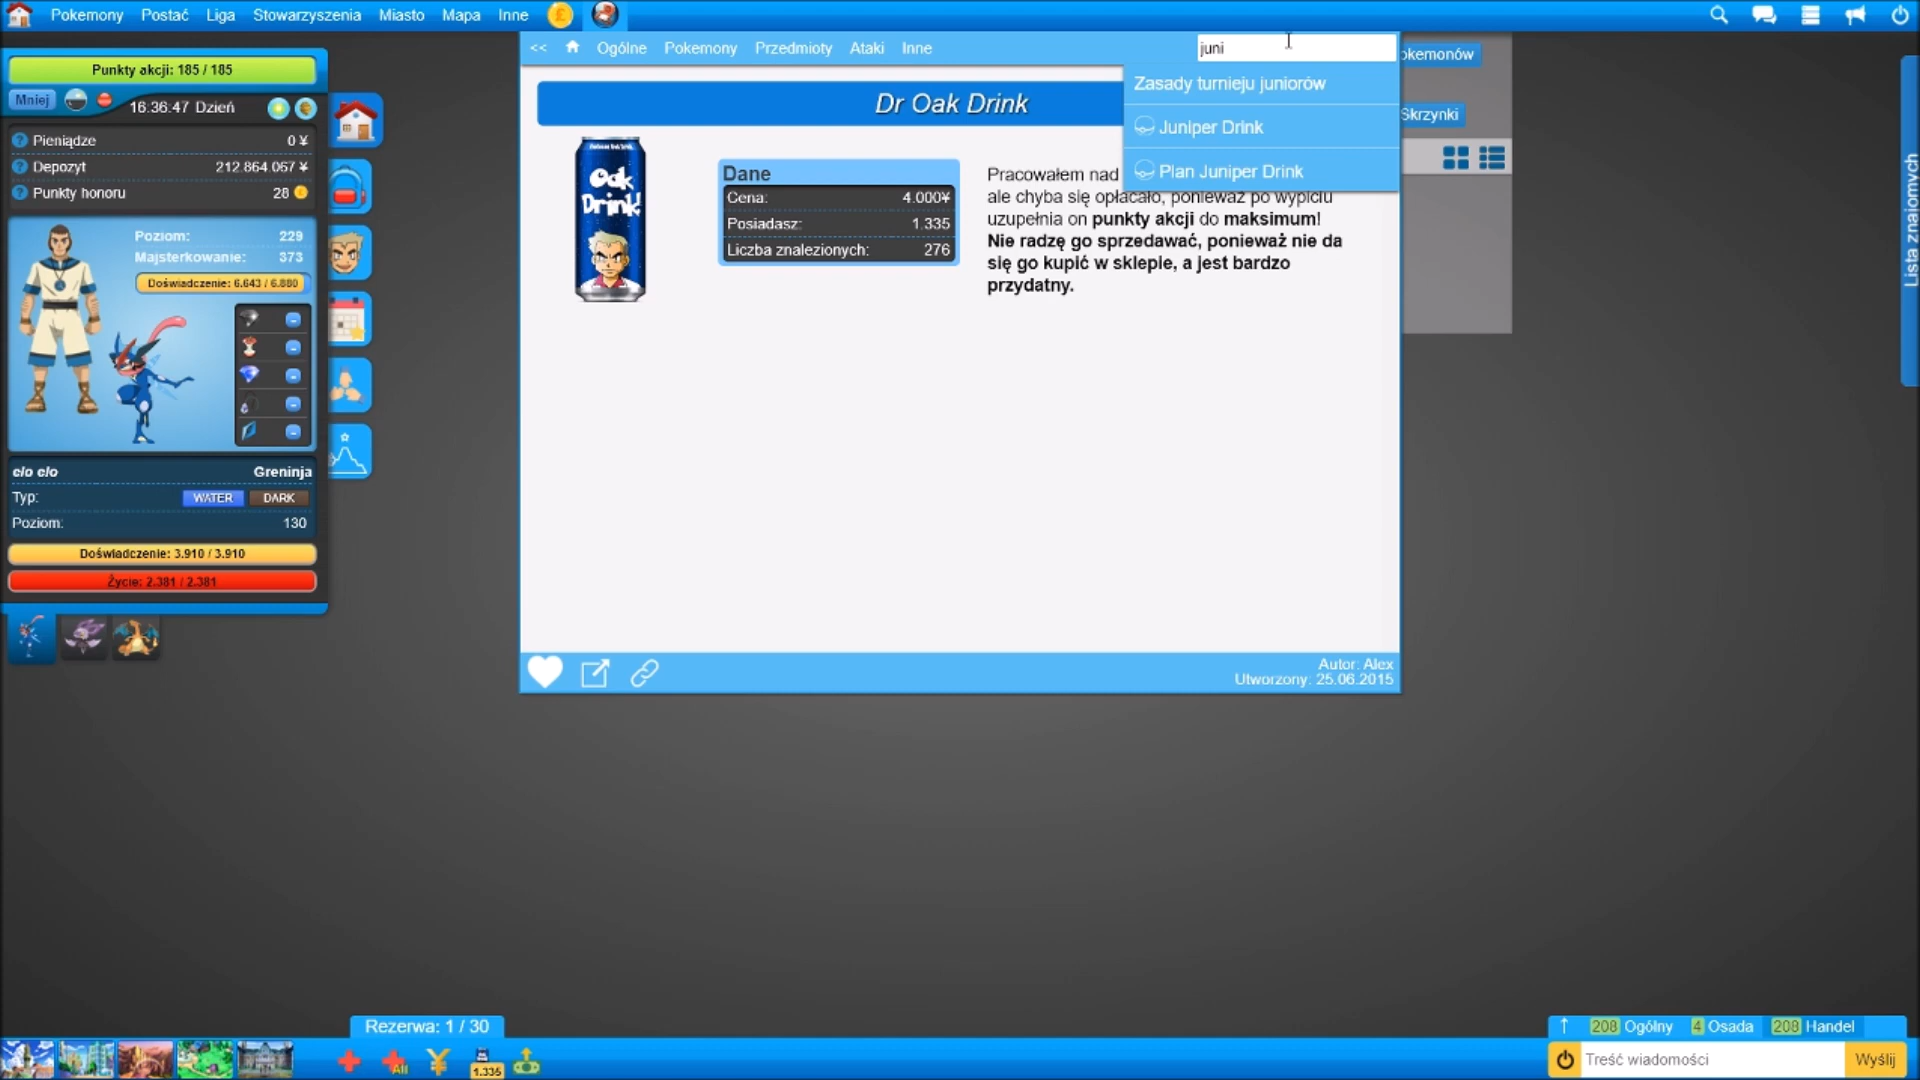 Pokemony Postać Liga Stowarzyszenia Miasto Mapa Inne
Punkty akcji: 185 / 185
Mniej 16:36:47 Dzień
Pieniądze 0 ¥
Depozyt 212.864.067 ¥
Punkty honoru 28
Poziom: 229
Majsterkowanie: 373
Doświadczenie: 6.643 / 6.880
elo elo Greninja
Typ: WATER DARK
Poziom: 130
Doświadczenie: 3.910 / 3.910
Życie: 2.381 / 2.381
<< Ogólne Pokemony Przedmioty Ataki Inne juni
Zasady turnieju juniorów
Juniper Drink
Plan Juniper Drink
okemonów
Skrzynki
Lista znajomych
Dr Oak Drink
Oak
Drink!
Dane
Cena: 4.000¥
Posiadasz: 1.335
Liczba znalezionych: 276
Pracowałem nad
ale chyba się opłacało, ponieważ po wypiciu
uzupełnia on punkty akcji do maksimum!
Nie radzę go sprzedawać, ponieważ nie da
się go kupić w sklepie, a jest bardzo
przydatny.
Autor: Alex
Utworzony: 25.06.2015
Rezerwa: 1 / 30
All
1.335
208 Ogólny 4 Osada 208 Handel
Treść wiadomości Wyślij